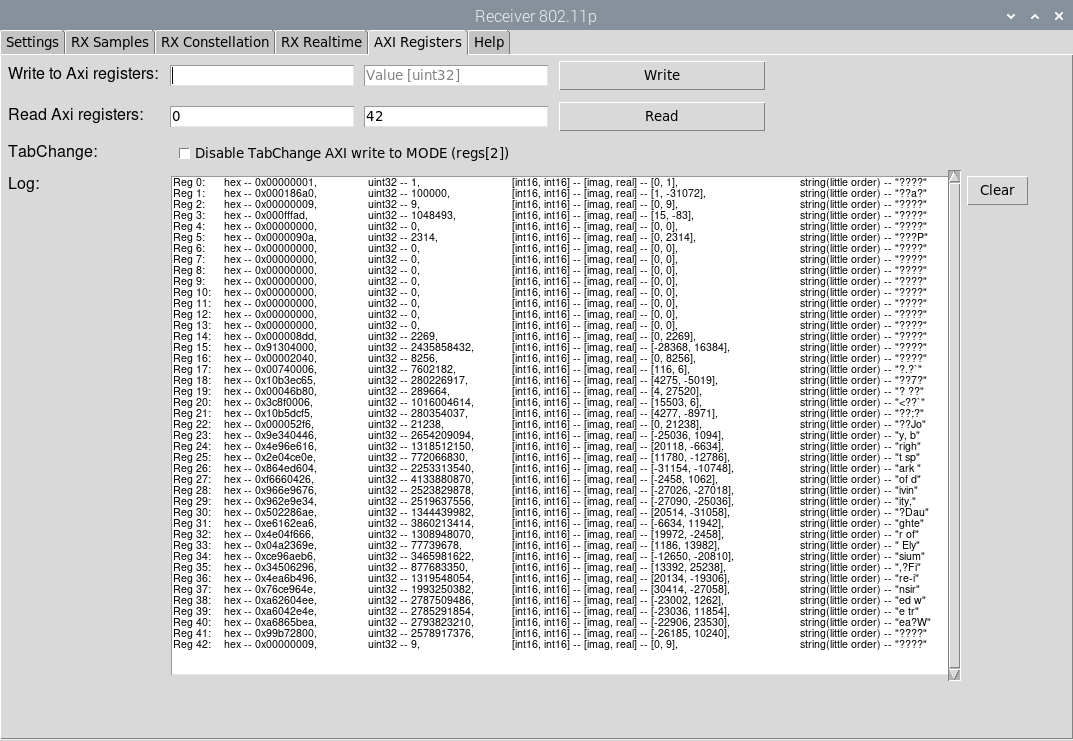 Receiver 802.11p
Settings RX Samples RX Constellation RX Realtime AXI Registers Help
Write to Axi registers: Value [uint32] Write
Read Axi registers: 0 42 Read
TabChange: Disable TabChange AXI write to MODE (regs[2])
Log: Clear
Reg 0: hex -- 0x00000001, uint32 -- 1, [int16, int16] -- [imag, real] -- [0, 1], string(little order) -- "????"
Reg 1: hex -- 0x000186a0, uint32 -- 100000, [int16, int16] -- [imag, real] -- [1, -31072], string(little order) -- "??a?"
Reg 2: hex -- 0x00000009, uint32 -- 9, [int16, int16] -- [imag, real] -- [0, 9], string(little order) -- "????"
Reg 3: hex -- 0x000fffad, uint32 -- 1048493, [int16, int16] -- [imag, real] -- [15, -83], string(little order) -- "????"
Reg 4: hex -- 0x00000000, uint32 -- 0, [int16, int16] -- [imag, real] -- [0, 0], string(little order) -- "????"
Reg 5: hex -- 0x0000090a, uint32 -- 2314, [int16, int16] -- [imag, real] -- [0, 2314], string(little order) -- "???P"
Reg 6: hex -- 0x00000000, uint32 -- 0, [int16, int16] -- [imag, real] -- [0, 0], string(little order) -- "????"
Reg 7: hex -- 0x00000000, uint32 -- 0, [int16, int16] -- [imag, real] -- [0, 0], string(little order) -- "????"
Reg 8: hex -- 0x00000000, uint32 -- 0, [int16, int16] -- [imag, real] -- [0, 0], string(little order) -- "????"
Reg 9: hex -- 0x00000000, uint32 -- 0, [int16, int16] -- [imag, real] -- [0, 0], string(little order) -- "????"
Reg 10: hex -- 0x00000000, uint32 -- 0, [int16, int16] -- [imag, real] -- [0, 0], string(little order) -- "????"
Reg 11: hex -- 0x00000000, uint32 -- 0, [int16, int16] -- [imag, real] -- [0, 0], string(little order) -- "????"
Reg 12: hex -- 0x00000000, uint32 -- 0, [int16, int16] -- [imag, real] -- [0, 0], string(little order) -- "????"
Reg 13: hex -- 0x00000000, uint32 -- 0, [int16, int16] -- [imag, real] -- [0, 0], string(little order) -- "????"
Reg 14: hex -- 0x000008dd, uint32 -- 2269, [int16, int16] -- [imag, real] -- [0, 2269], string(little order) -- "????"
Reg 15: hex -- 0x91304000, uint32 -- 2435858432, [int16, int16] -- [imag, real] -- [-28368, 16384], string(little order) -- "????"
Reg 16: hex -- 0x00002040, uint32 -- 8256, [int16, int16] -- [imag, real] -- [0, 8256], string(little order) -- "????"
Reg 17: hex -- 0x00740006, uint32 -- 7602182, [int16, int16] -- [imag, real] -- [116, 6], string(little order) -- "?.?`"
Reg 18: hex -- 0x10b3ec65, uint32 -- 280226917, [int16, int16] -- [imag, real] -- [4275, -5019], string(little order) -- "??7?"
Reg 19: hex -- 0x00046b80, uint32 -- 289664, [int16, int16] -- [imag, real] -- [4, 27520], string(little order) -- "? ??"
Reg 20: hex -- 0x3c8f0006, uint32 -- 1016004614, [int16, int16] -- [imag, real] -- [15503, 6], string(little order) -- "<??`"
Reg 21: hex -- 0x10b5dcf5, uint32 -- 280354037, [int16, int16] -- [imag, real] -- [4277, -8971], string(little order) -- "??;?"
Reg 22: hex -- 0x000052f6, uint32 -- 21238, [int16, int16] -- [imag, real] -- [0, 21238], string(little order) -- "??Jo"
Reg 23: hex -- 0x9e340446, uint32 -- 2654209094, [int16, int16] -- [imag, real] -- [-25036, 1094], string(little order) -- "y, b"
Reg 24: hex -- 0x4e96e616, uint32 -- 1318512150, [int16, int16] -- [imag, real] -- [20118, -6634], string(little order) -- "righ"
Reg 25: hex -- 0x2e04ce0e, uint32 -- 772066830, [int16, int16] -- [imag, real] -- [11780, -12786], string(little order) -- "t sp"
Reg 26: hex -- 0x864ed604, uint32 -- 2253313540, [int16, int16] -- [imag, real] -- [-31154, -10748], string(little order) -- "ark "
Reg 27: hex -- 0xf6660426, uint32 -- 4133880870, [int16, int16] -- [imag, real] -- [-2458, 1062], string(little order) -- "of d"
Reg 28: hex -- 0x966e9676, uint32 -- 2523829878, [int16, int16] -- [imag, real] -- [-27026, -27018], string(little order) -- "ivin"
Reg 29: hex -- 0x962e9e34, uint32 -- 2519637556, [int16, int16] -- [imag, real] -- [-27090, -25036], string(little order) -- "ity,"
Reg 30: hex -- 0x502286ae, uint32 -- 1344439982, [int16, int16] -- [imag, real] -- [20514, -31058], string(little order) -- "?Dau"
Reg 31: hex -- 0xe6162ea6, uint32 -- 3860213414, [int16, int16] -- [imag, real] -- [-6634, 11942], string(little order) -- "ghte"
Reg 32: hex -- 0x4e04f666, uint32 -- 1308948070, [int16, int16] -- [imag, real] -- [19972, -2458], string(little order) -- "r of"
Reg 33: hex -- 0x04a2369e, uint32 -- 77739678, [int16, int16] -- [imag, real] -- [1186, 13982], string(little order) -- " Ely"
Reg 34: hex -- 0xce96aeb6, uint32 -- 3465981622, [int16, int16] -- [imag, real] -- [-12650, -20810], string(little order) -- "sium"
Reg 35: hex -- 0x34506296, uint32 -- 877683350, [int16, int16] -- [imag, real] -- [13392, 25238], string(little order) -- ",?Fi"
Reg 36: hex -- 0x4ea6b496, uint32 -- 1319548054, [int16, int16] -- [imag, real] -- [20134, -19306], string(little order) -- "re-i"
Reg 37: hex -- 0x76ce964e, uint32 -- 1993250382, [int16, int16] -- [imag, real] -- [30414, -27058], string(little order) -- "nsir"
Reg 38: hex -- 0xa62604ee, uint32 -- 2787509486, [int16, int16] -- [imag, real] -- [-23002, 1262], string(little order) -- "ed w"
Reg 39: hex -- 0xa6042e4e, uint32 -- 2785291854, [int16, int16] -- [imag, real] -- [-23036, 11854], string(little order) -- "e tr"
Reg 40: hex -- 0xa6865bea, uint32 -- 2793823210, [int16, int16] -- [imag, real] -- [-22906, 23530], string(little order) -- "ea?W"
Reg 41: hex -- 0x99b72800, uint32 -- 2578917376, [int16, int16] -- [imag, real] -- [-26185, 10240], string(little order) -- "????"
Reg 42: hex -- 0x00000009, uint32 -- 9, [int16, int16] -- [imag, real] -- [0, 9], string(little order) -- "????"